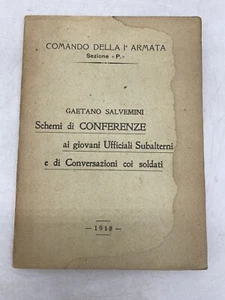 COMANDO DELLA Iª ARMATA
Sezione «P.»
GAETANO SALVEMINI
Schemi di CONFERENZE
ai giovani Ufficiali Subalterni
e di Conversazioni coi soldati
— 1918 —